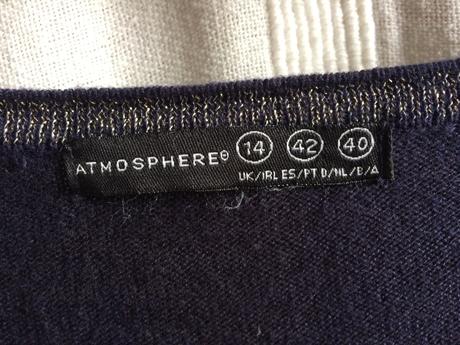 ATMOSPHERE® 14 42 40
UK/IRL ES/PT D/NL/B/A